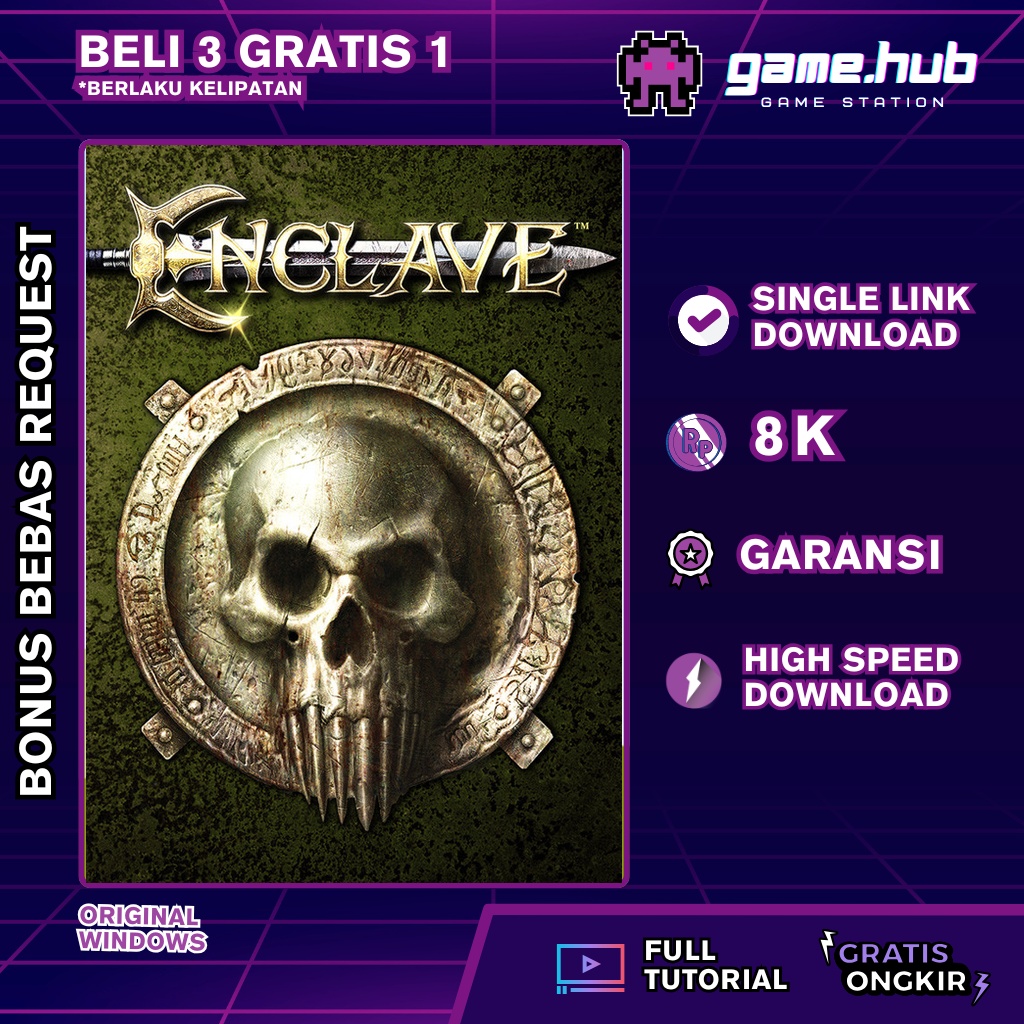 BELI 3 GRATIS 1
*BERLAKU KELIPATAN
game.hub
GAME STATION
BONUS BEBAS REQUEST
ENCLAVE™
SINGLE LINK
DOWNLOAD
Rp
8K
GARANSI
HIGH SPEED
DOWNLOAD
ORIGINAL
WINDOWS
FULL
TUTORIAL
GRATIS
ONGKIR